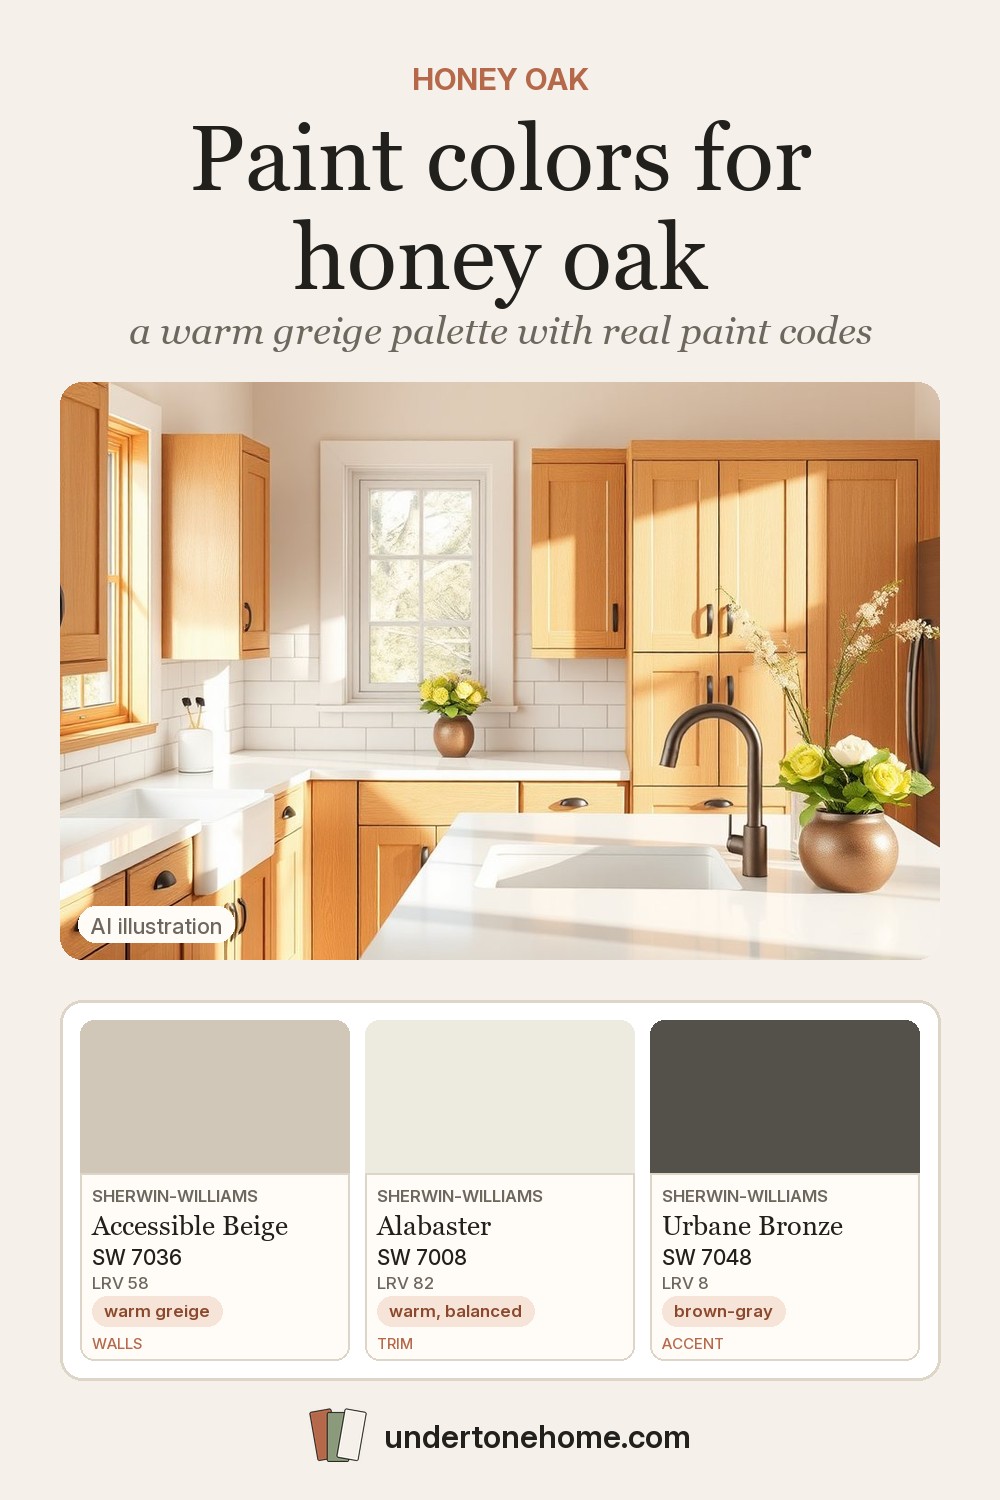 HONEY OAK
Paint colors for
honey oak
a warm greige palette with real paint codes
AI illustration
SHERWIN-WILLIAMS
Accessible Beige
SW 7036
LRV 58
warm greige
WALLS
SHERWIN-WILLIAMS
Alabaster
SW 7008
LRV 82
warm, balanced
TRIM
SHERWIN-WILLIAMS
Urbane Bronze
SW 7048
LRV 8
brown-gray
ACCENT
undertonehome.com